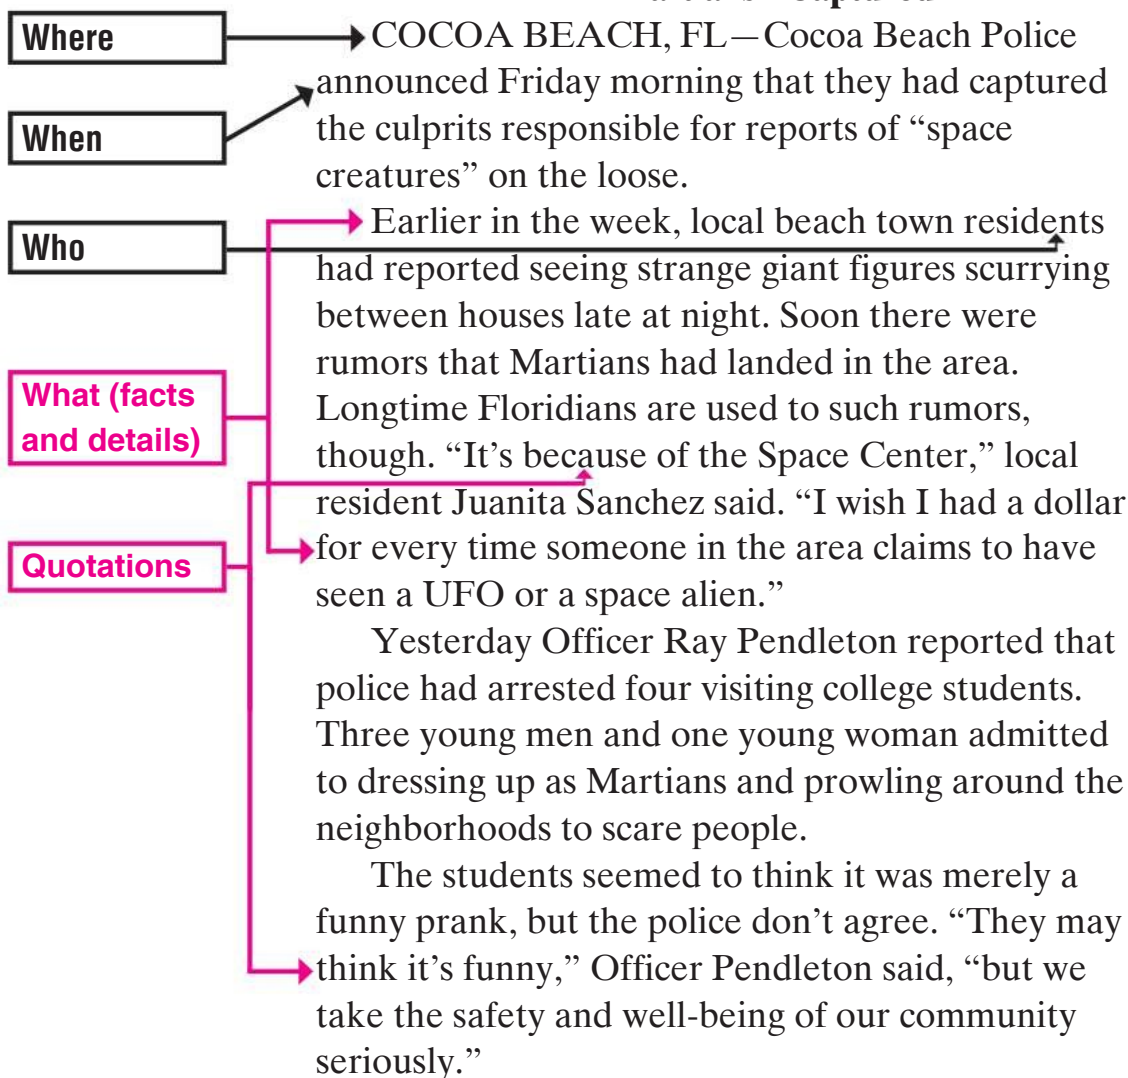 Captured
Where
COCOA BEACH, FL—Cocoa Beach Police
announced Friday morning that they had captured
When
the culprits responsible for reports of “space
creatures” on the loose.
Who
Earlier in the week, local beach town residents
had reported seeing strange giant figures scurrying
between houses late at night. Soon there were
rumors that Martians had landed in the area.
What (facts
and details)
Longtime Floridians are used to such rumors,
though. “It's because of the Space Center,” local
resident Juanita Sanchez said. “I wish I had a dollar
Quotations
for every time someone in the area claims to have
seen a UFO or a space alien.”
Yesterday Officer Ray Pendleton reported that
police had arrested four visiting college students.
Three young men and one young woman admitted
to dressing up as Martians and prowling around the
neighborhoods to scare people.
The students seemed to think it was merely a
funny prank, but the police don't agree. “They may
think it's funny,” Officer Pendleton said, “but we
take the safety and well-being of our community
seriously.”